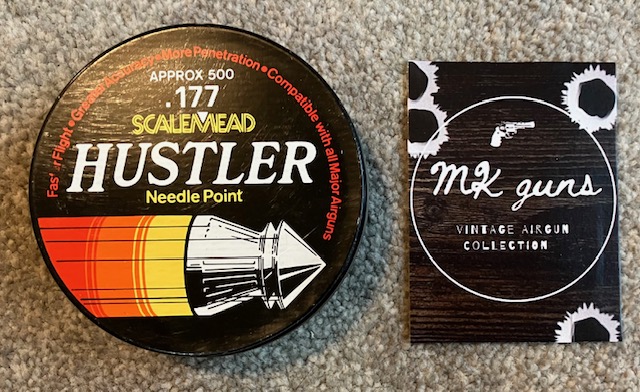 Fas' Flight • Greater Accuracy • More Penetration • Compatible with all Major Airguns
APPROX 500
.177
SCALEMEAD
HUSTLER
Needle Point
MK guns
VINTAGE AIRGUN
COLLECTION